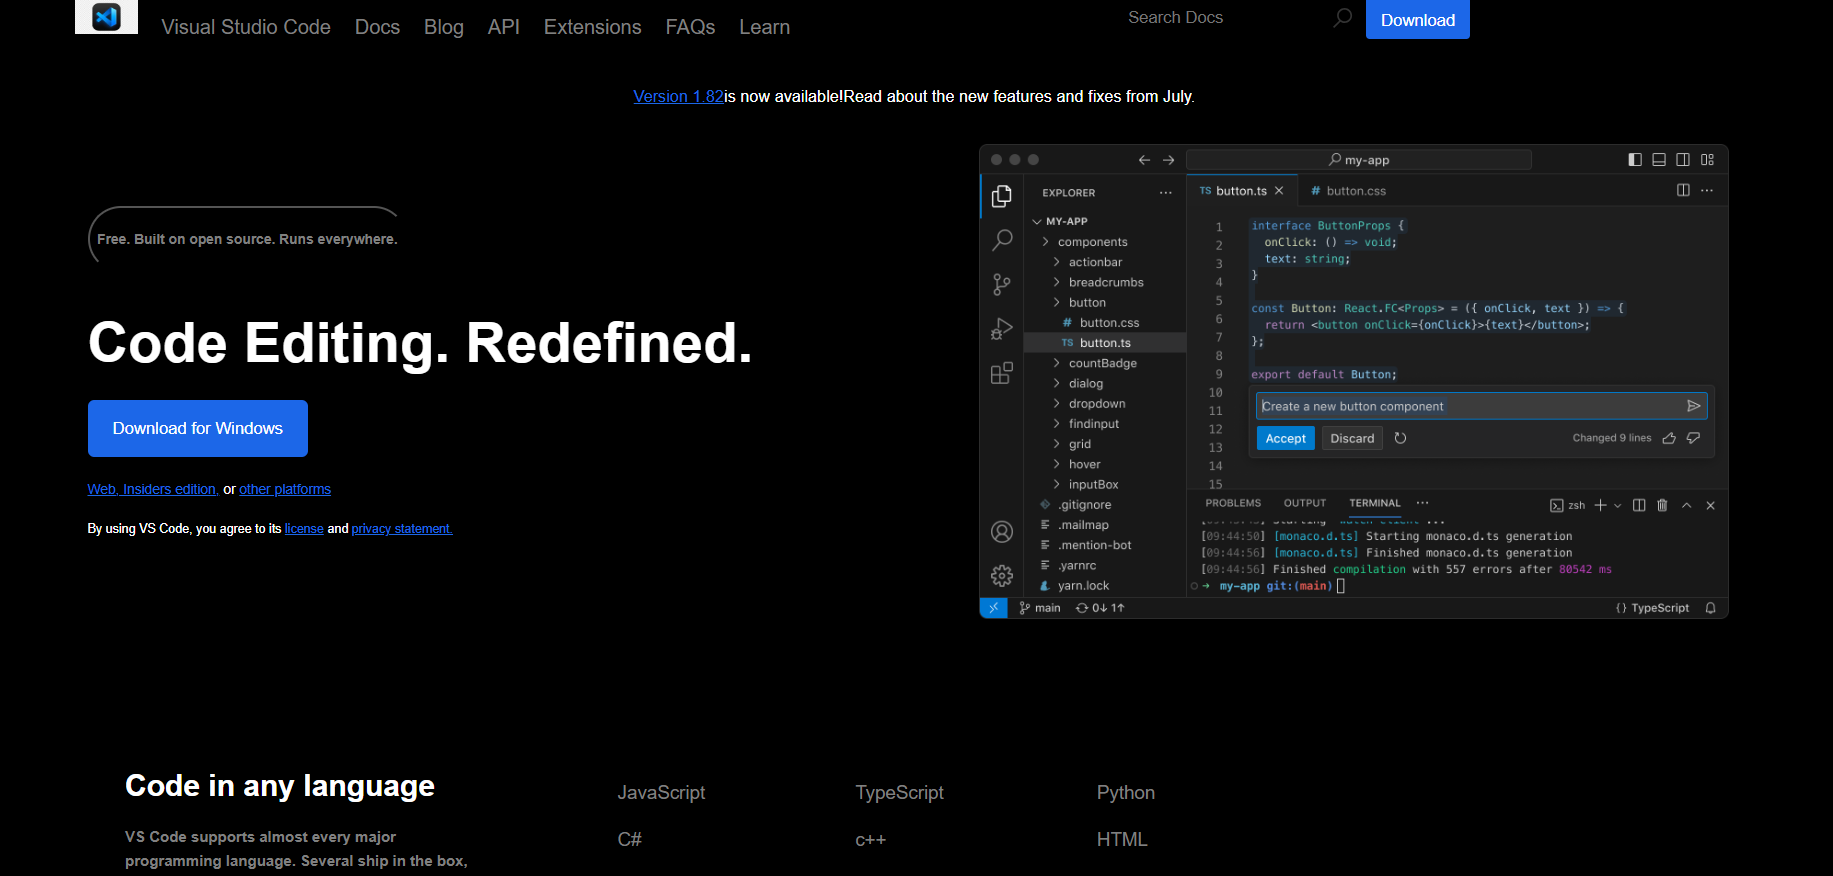 Visual Studio Code Docs Blog API Extensions FAQs Learn Search Docs Download
Version 1.82is now available!Read about the new features and fixes from July.
Free. Built on open source. Runs everywhere.
Code Editing. Redefined.
Download for Windows
Web, Insiders edition, or other platforms
By using VS Code, you agree to its license and privacy statement.
my-app
EXPLORER
MY-APP
components
actionbar
breadcrumbs
button
# button.css
TS button.ts
countBadge
dialog
dropdown
findinput
grid
hover
inputBox
.gitignore
.mailmap
.mention-bot
.yarnrc
yarn.lock
TS button.ts # button.css
1 interface ButtonProps {
2 onClick: () => void;
3 text: string;
4 }
5
6 const Button: React.FC<Props> = ({ onClick, text }) => {
7 return <button onClick={onClick}>{text}</button>;
8 };
9
10 export default Button;
11
12
13
14
15
Create a new button component
Accept Discard Changed 9 lines
PROBLEMS OUTPUT TERMINAL ··· zsh
[09:44:50] [monaco.d.ts] Starting monaco.d.ts generation
[09:44:56] [monaco.d.ts] Finished monaco.d.ts generation
[09:44:56] Finished compilation with 557 errors after 80542 ms
my-app git:(main)
main 0↓ 1↑ {} TypeScript
Code in any language
VS Code supports almost every major
programming language. Several ship in the box,
JavaScript TypeScript Python
C# c++ HTML